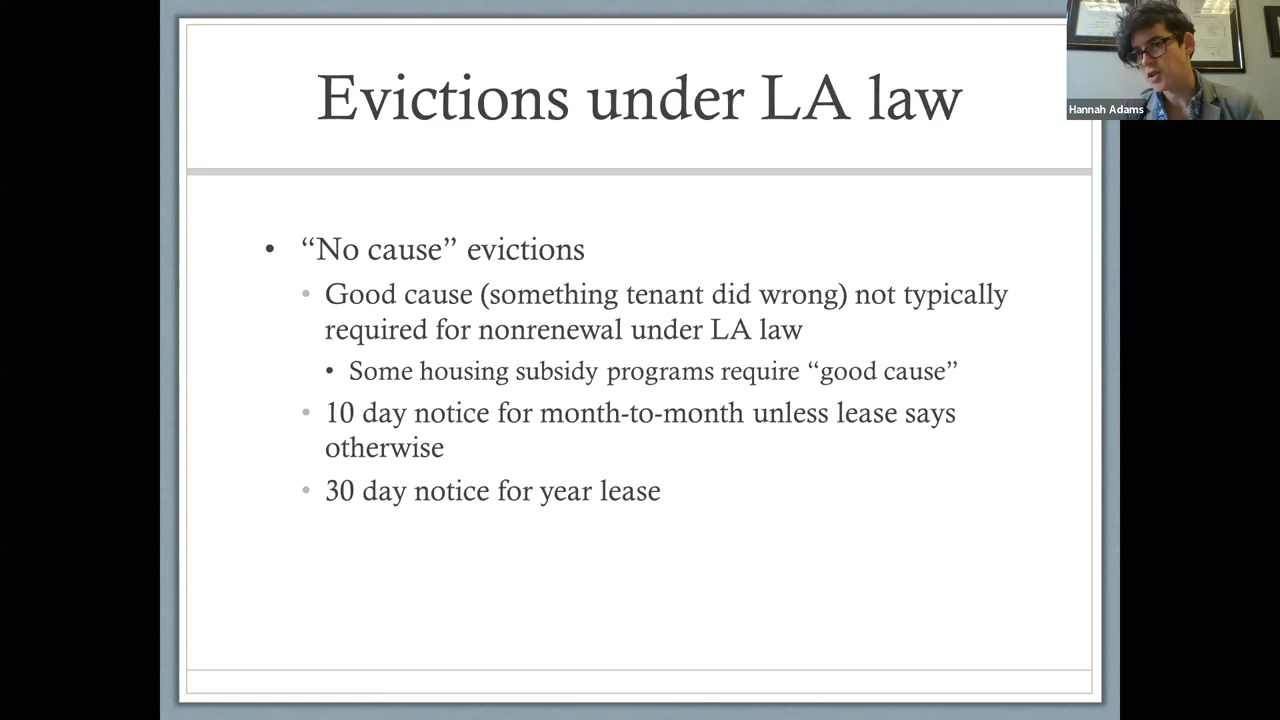 Evictions under LA law
Hannah Adams
• “No cause” evictions
• Good cause (something tenant did wrong) not typically
required for nonrenewal under LA law
• Some housing subsidy programs require “good cause”
• 10 day notice for month-to-month unless lease says
otherwise
• 30 day notice for year lease